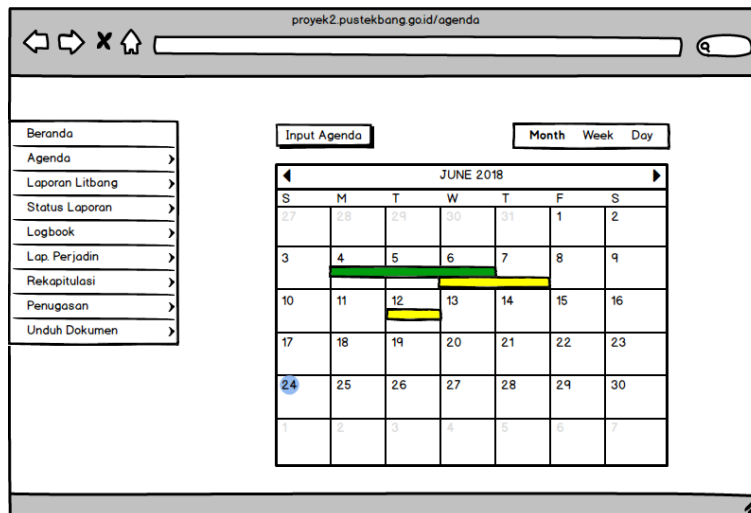 proyek2.pustekbang.go.id/agenda
Beranda
Agenda
Laporan Litbang
Status Laporan
Logbook
Lap. Perjadin
Rekapitulasi
Penugasan
Unduh Dokumen
Input Agenda
Month Week Day
JUNE 2018
S M T W T F S
27 28 29 30 31 1 2
3 4 5 6 7 8 9
10 11 12 13 14 15 16
17 18 19 20 21 22 23
24 25 26 27 28 29 30
1 2 3 4 5 6 7